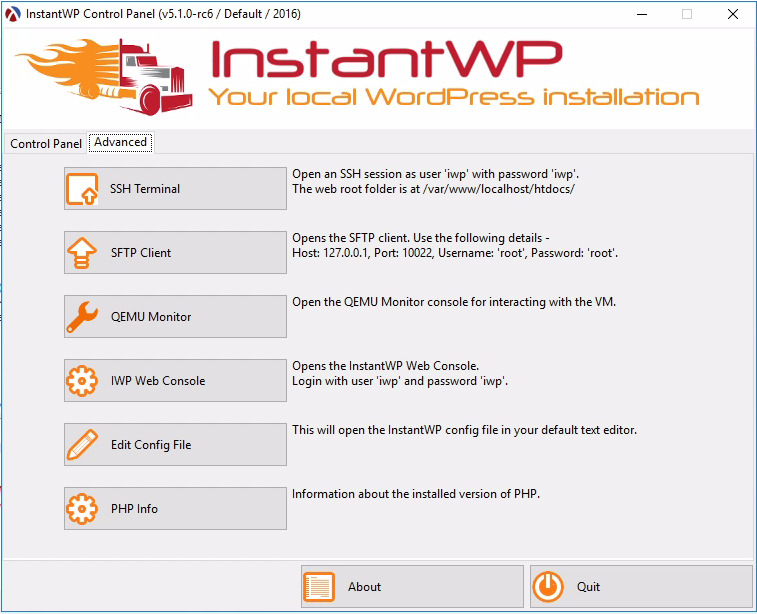 InstantWP Control Panel (v5.1.0-rc6 / Default / 2016)
InstantWP
Your local WordPress installation
Control Panel
Advanced
SSH Terminal
Open an SSH session as user 'iwp' with password 'iwp'.
The web root folder is at /var/www/localhost/htdocs/
SFTP Client
Opens the SFTP client. Use the following details -
Host: 127.0.0.1, Port: 10022, Username: 'root', Password: 'root'.
QEMU Monitor
Open the QEMU Monitor console for interacting with the VM.
IWP Web Console
Opens the InstantWP Web Console.
Login with user 'iwp' and password 'iwp'.
Edit Config File
This will open the InstantWP config file in your default text editor.
PHP Info
Information about the installed version of PHP.
About
Quit